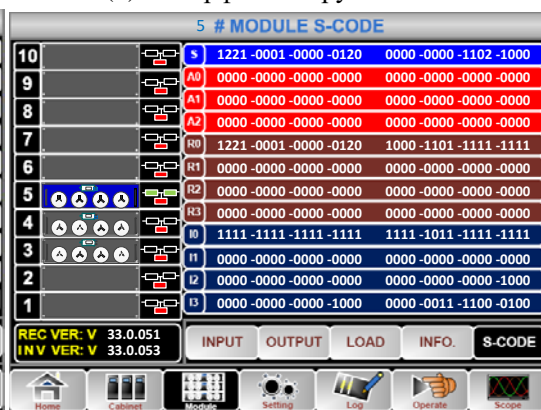 5 # MODULE S-CODE
10
9
8
7
6
5
4
3
2
1
S 1221 -0001 -0000 -0120 0000 -0000 -1102 -1000
A0 0000 -0000 -0000 -0000 0000 -0000 -0000 -0000
A1 0000 -0000 -0000 -0000 0000 -0000 -0000 -0000
A2 0000 -0000 -0000 -0000 0000 -0000 -0000 -0000
R0 1221 -0001 -0000 -0120 1000 -1101 -1111 -1111
R1 0000 -0000 -0000 -0000 0000 -0000 -0000 -0000
R2 0000 -0000 -0000 -0000 0000 -0000 -0000 -0000
R3 0000 -0000 -0000 -0000 0000 -0000 -0000 -0000
I0 1111 -1111 -1111 -1111 1111 -1011 -1111 -1111
I1 0000 -0000 -0000 -0000 0000 -0000 -0000 -0000
I2 0000 -0000 -0000 -0000 0000 -0000 -0000 -1000
I3 0000 -0000 -0000 -1000 0000 -0011 -1100 -0100
REC VER: V 33.0.051
INV VER: V 33.0.053
INPUT OUTPUT LOAD INFO. S-CODE
Home Cabinet Module Setting Log Operate Scope